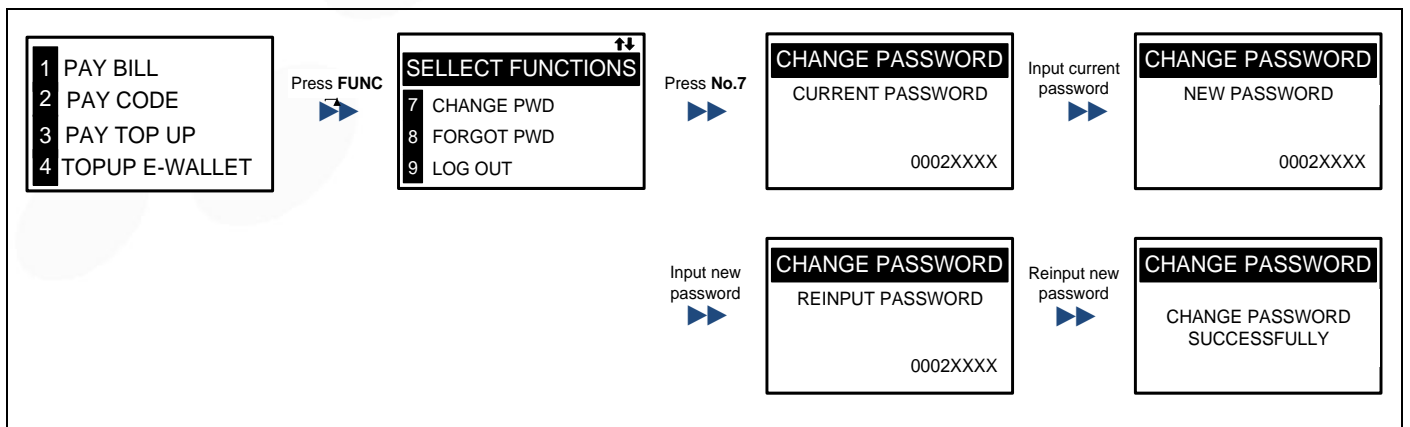 1 PAY BILL
2 PAY CODE
3 PAY TOP UP
4 TOPUP E-WALLET
Press FUNC
SELLECT FUNCTIONS
7 CHANGE PWD
8 FORGOT PWD
9 LOG OUT
Press No.7
CHANGE PASSWORD
CURRENT PASSWORD
0002XXXX
Input current
password
CHANGE PASSWORD
NEW PASSWORD
0002XXXX
Input new
password
CHANGE PASSWORD
REINPUT PASSWORD
0002XXXX
Reinput new
password
CHANGE PASSWORD
CHANGE PASSWORD
SUCCESSFULLY